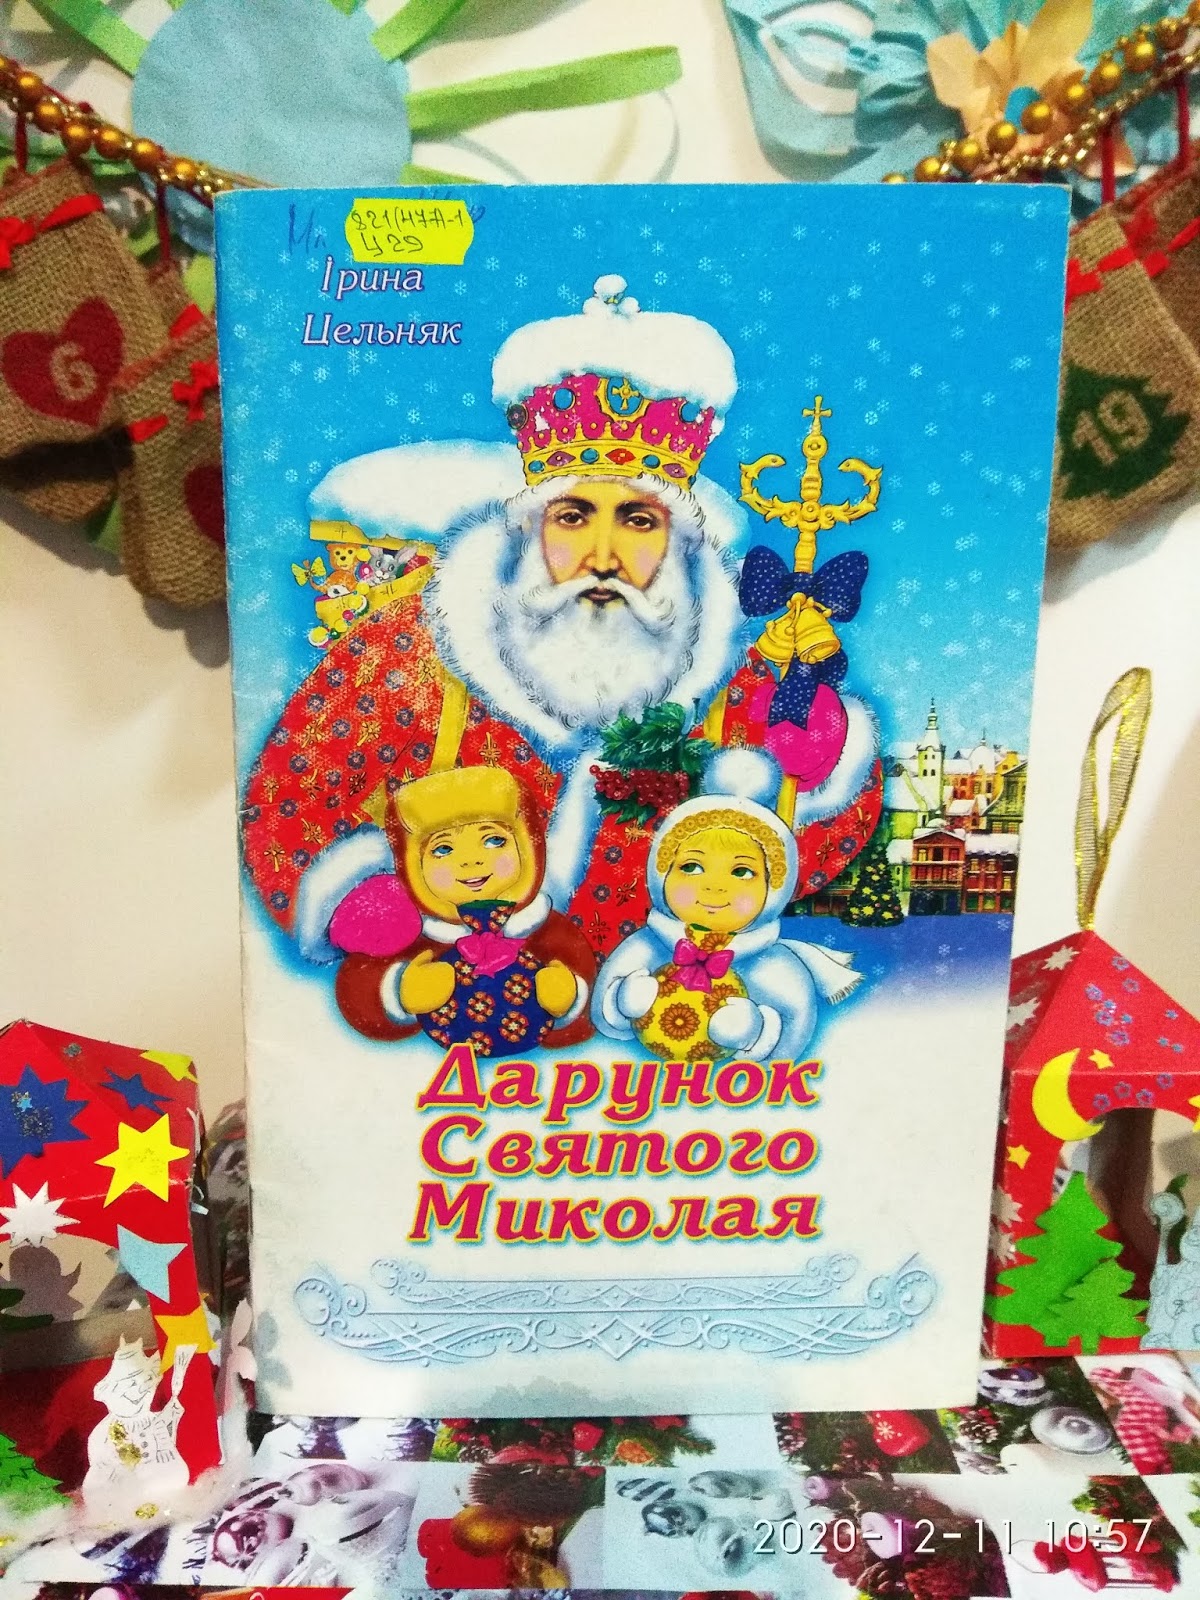 821(477)-1
Ц29
Ірина
Цельняк
Дарунок
Святого
Миколая
6
19
2020-12-11 10:57